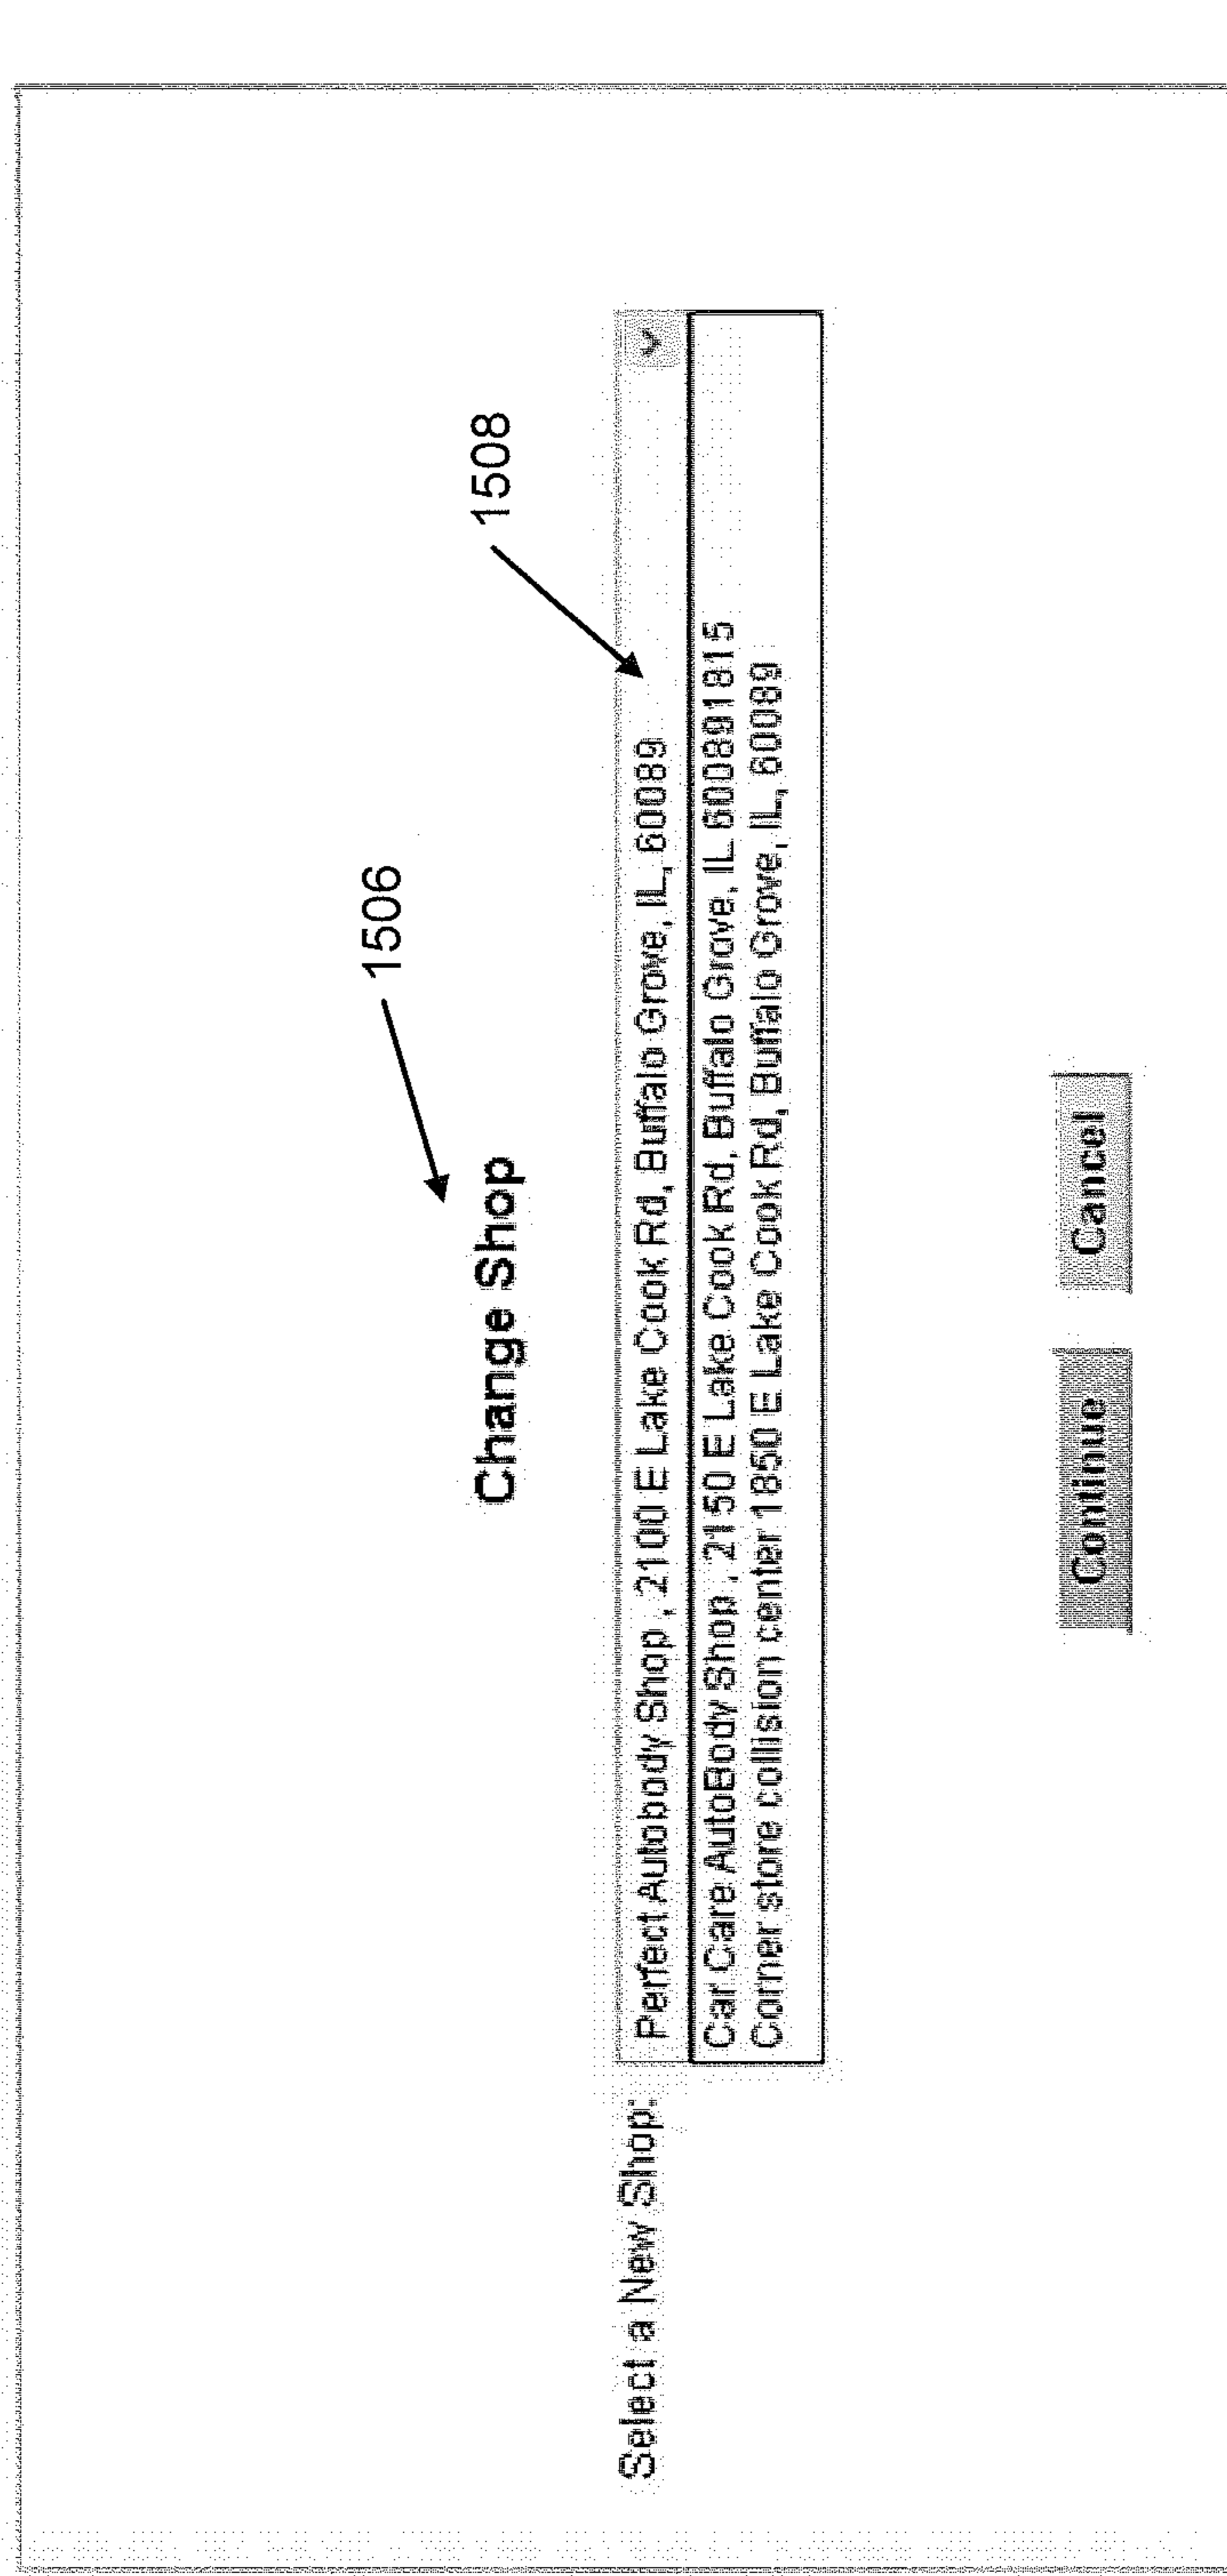 1506
Change Shop
1508
Select a New Shop: Perfect Autobody Shop , 2100 E Lake Cook Rd, Buffalo Grove, IL, 60089
Car Care AutoBody Shop , 2150 E Lake Cook Rd, Buffalo Grove, IL 600891815
Corner store collision center 1850 E Lake Cook Rd, Buffalo Grove, IL, 60089
Continue Cancel